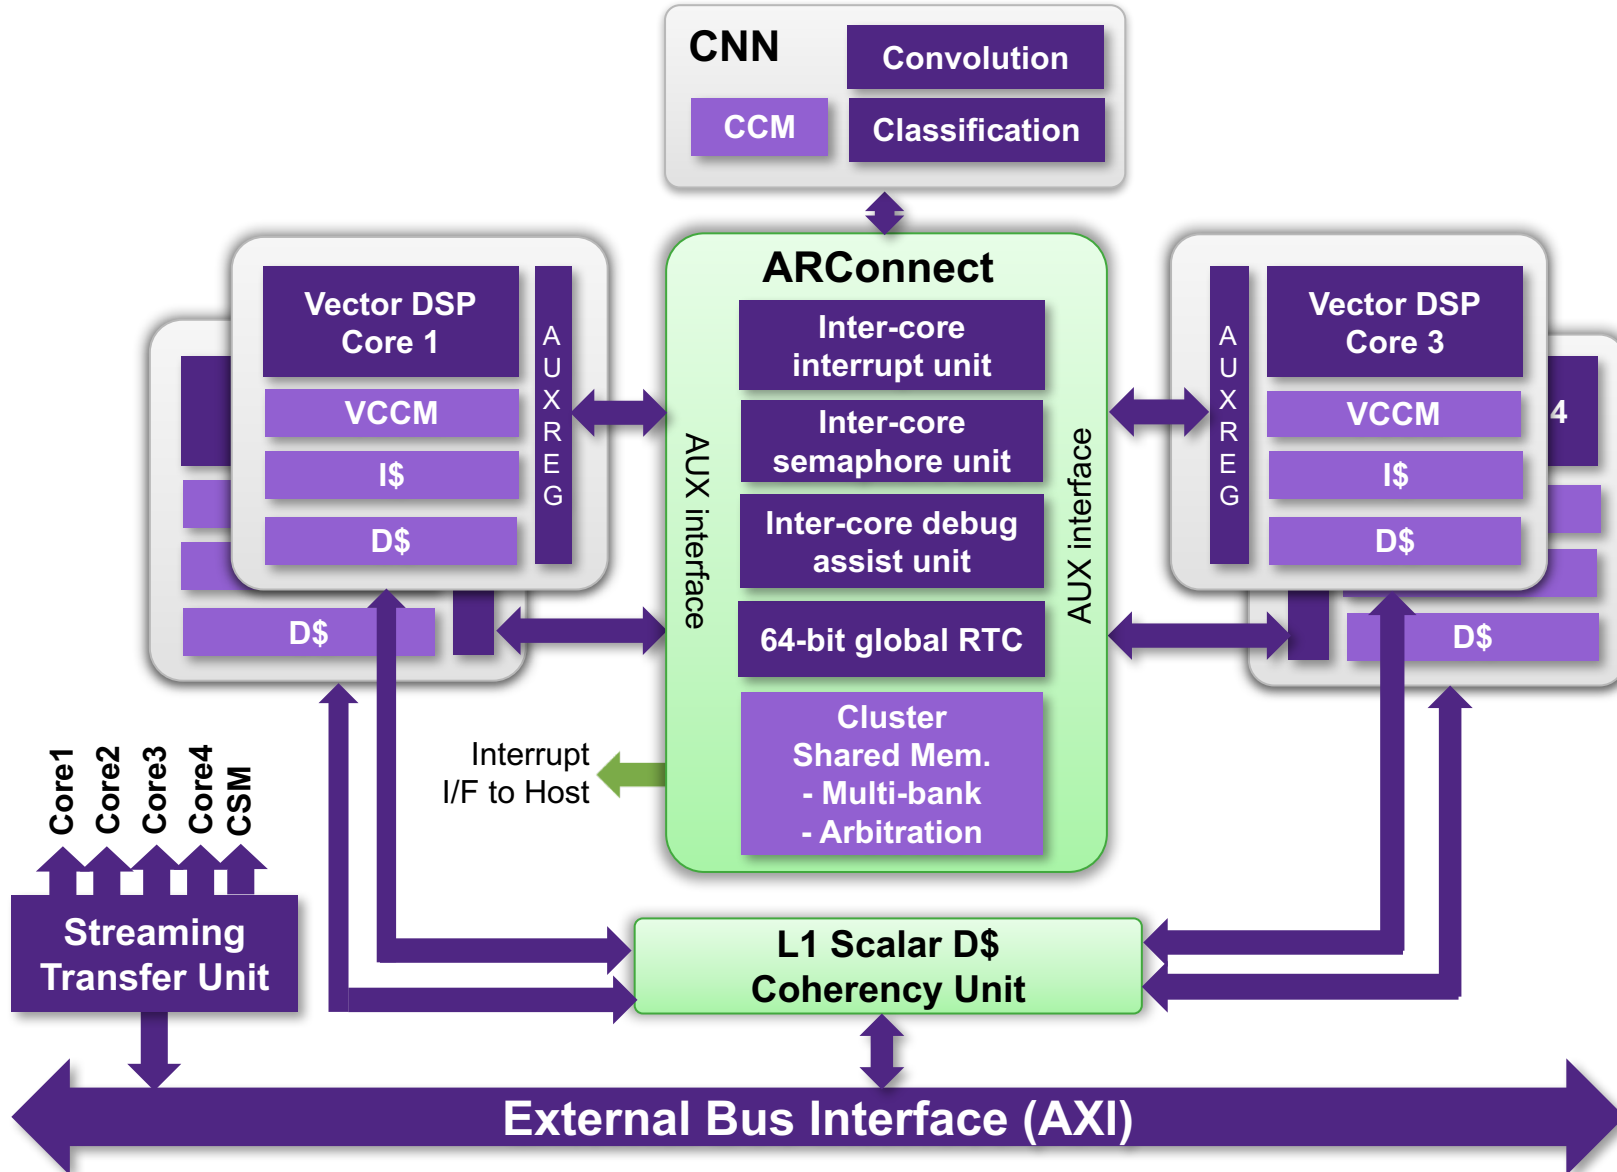 CNN
Convolution
CCM
Classification
ARConnect
Vector DSP
Core 1
VCCM
I$
D$
AUXREG
D$
AUX interface
Inter-core
interrupt unit
Inter-core
semaphore unit
Inter-core debug
assist unit
64-bit global RTC
Cluster
Shared Mem.
- Multi-bank
- Arbitration
AUX interface
AUXREG
Vector DSP
Core 3
VCCM
I$
D$
4
D$
Interrupt
I/F to Host
Core1
Core2
Core3
Core4
CSM
Streaming
Transfer Unit
L1 Scalar D$
Coherency Unit
External Bus Interface (AXI)